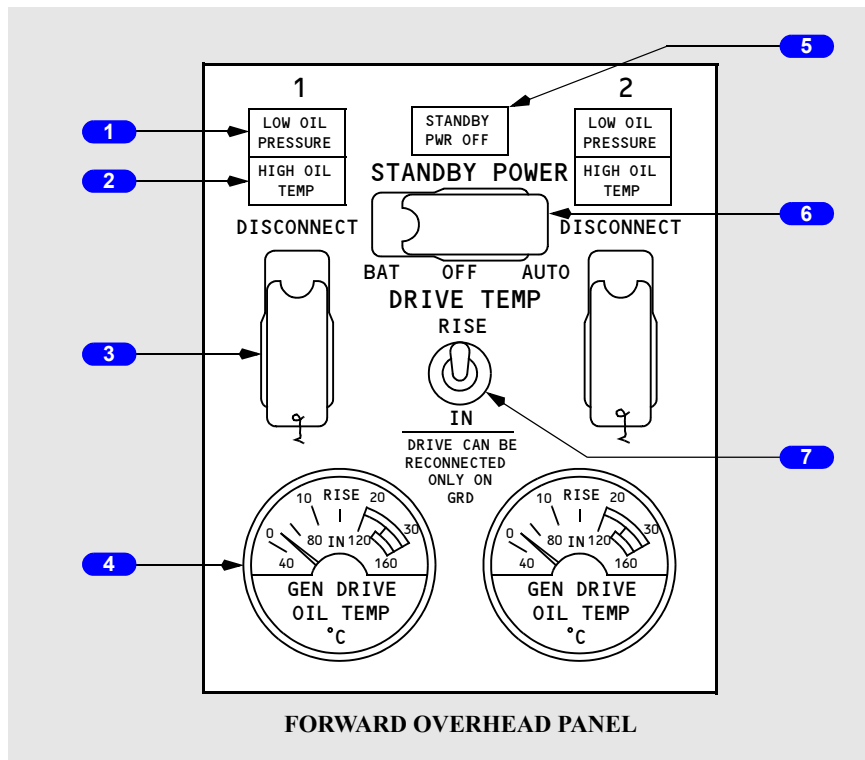 5
1
2
1
LOW OIL
PRESSURE
STANDBY
PWR OFF
LOW OIL
PRESSURE
2
HIGH OIL
TEMP
STANDBY POWER
HIGH OIL
TEMP
6
DISCONNECT
DISCONNECT
BAT OFF AUTO
DRIVE TEMP
RISE
3
IN
DRIVE CAN BE
RECONNECTED
ONLY ON
GRD
7
4
0 10 RISE 20 30
40 80 IN 120 160
GEN DRIVE
OIL TEMP
°C
0 10 RISE 20 30
40 80 IN 120 160
GEN DRIVE
OIL TEMP
°C
FORWARD OVERHEAD PANEL